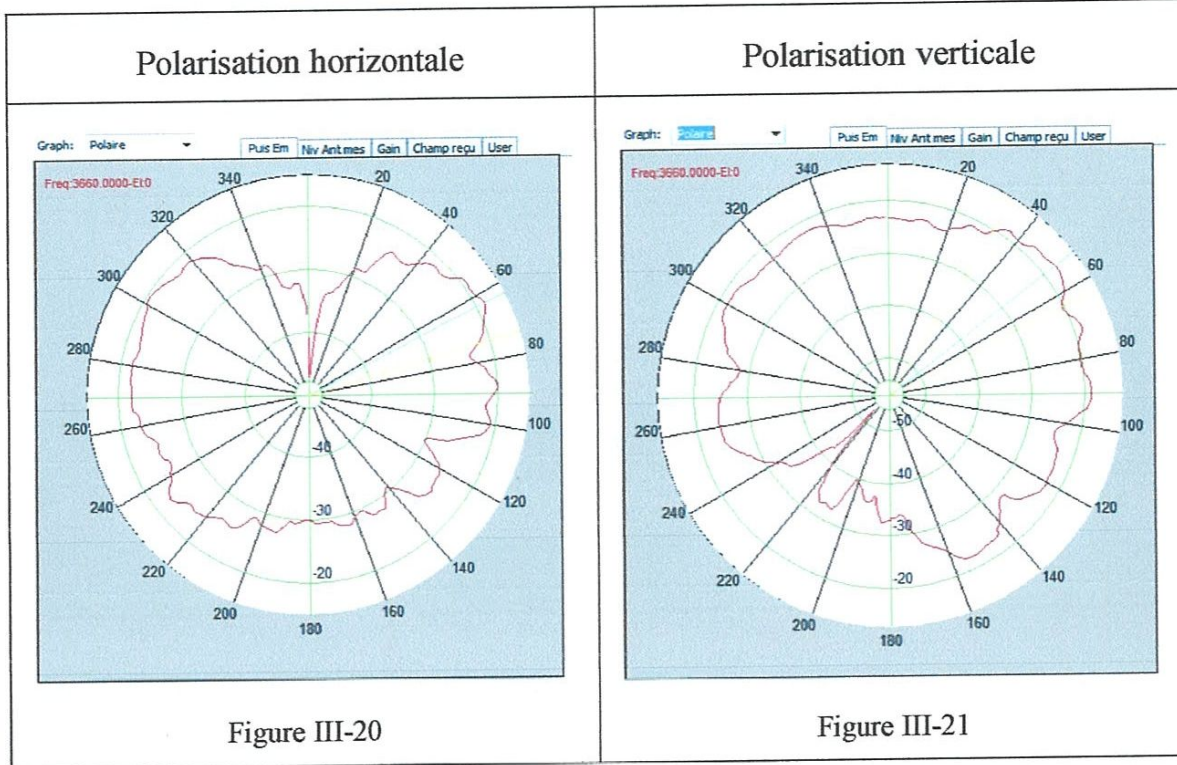 Polarisation horizontale
Polarisation verticale
Graph: Polaire
Puis Em Niv Ant mes Gain Champ reçu User
Freq:3660.0000-El:0
340 20
320 40
300 60
280 80
260 100
240 120
220 140
200 160
180
-40
-30
-20
Graph: Polaire
Puis Em Niv Ant mes Gain Champ reçu User
Freq:3660.0000-El:0
340 20
320 40
300 60
280 80
260 100
240 120
220 140
200 160
180
-50
-40
-30
-20
Figure III-20
Figure III-21